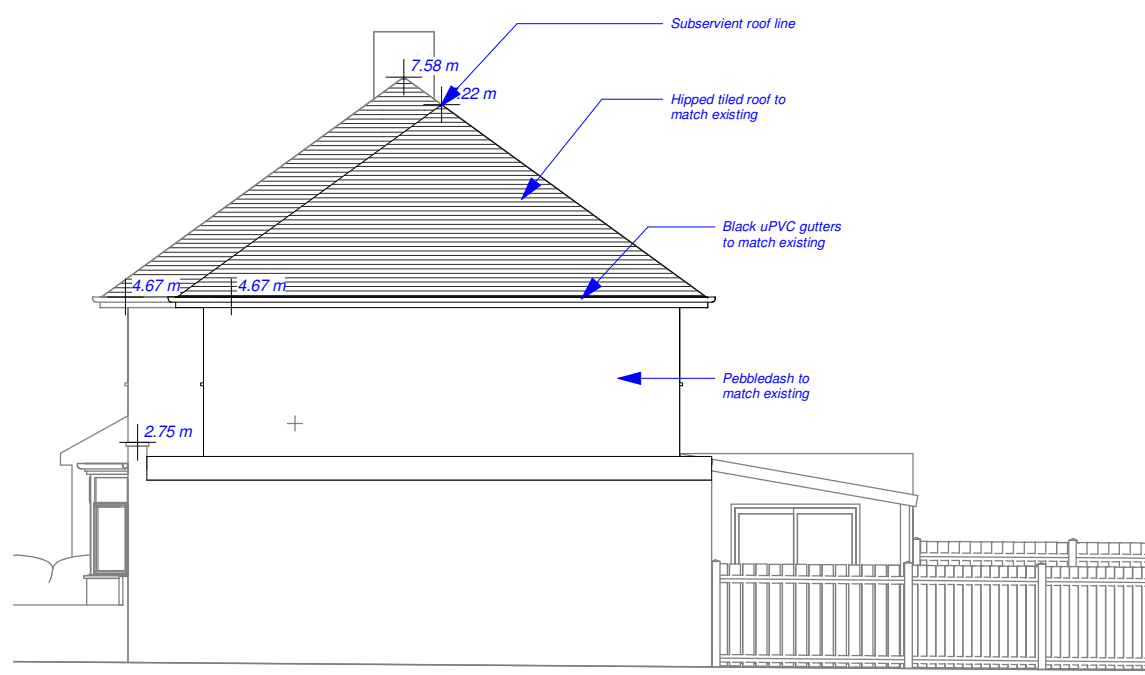 Subservient roof line
7.58 m
.22 m
Hipped tiled roof to
match existing
Black uPVC gutters
to match existing
4.67 m
4.67 m
Pebbledash to
match existing
2.75 m